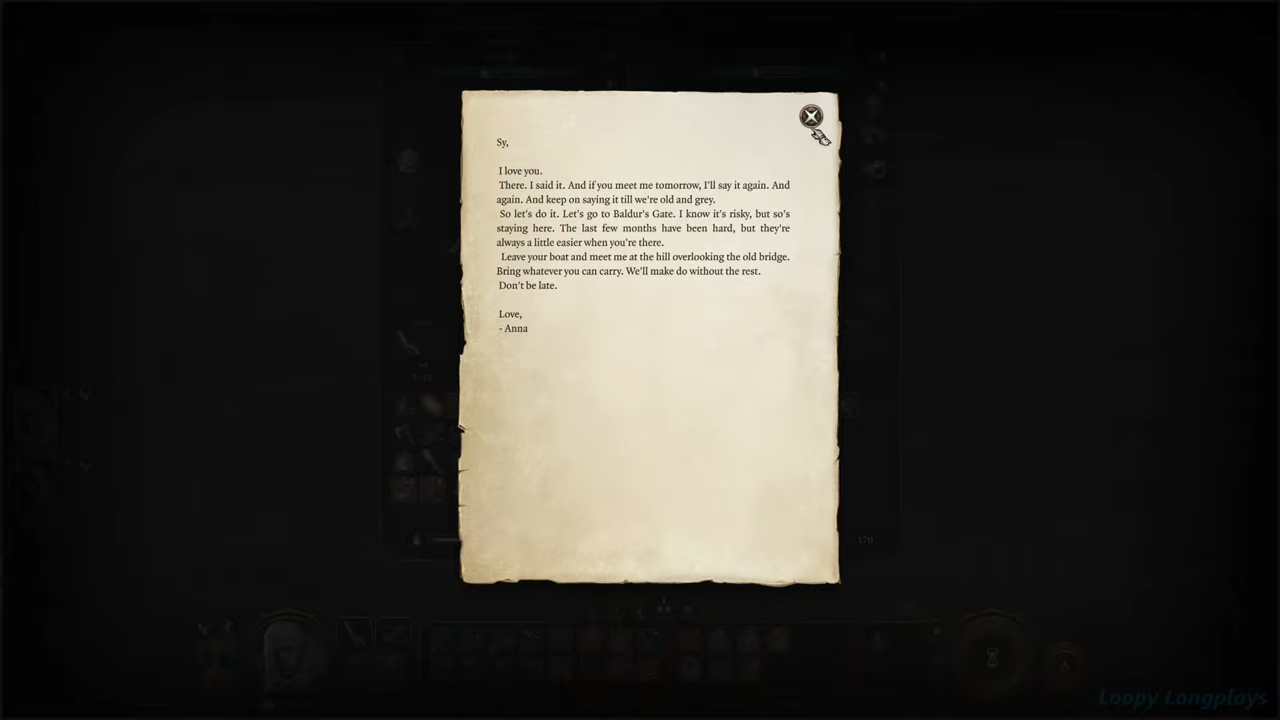 Sy,
I love you.
There. I said it. And if you meet me tomorrow, I'll say it again. And
again. And keep on saying it till we're old and grey.
So let's do it. Let's go to Baldur's Gate. I know it's risky, but so's
staying here. The last few months have been hard, but they're
always a little easier when you're there.
Leave your boat and meet me at the hill overlooking the old bridge.
Bring whatever you can carry. We'll make do without the rest.
Don't be late.
Love,
- Anna
170
Loppy Longplays